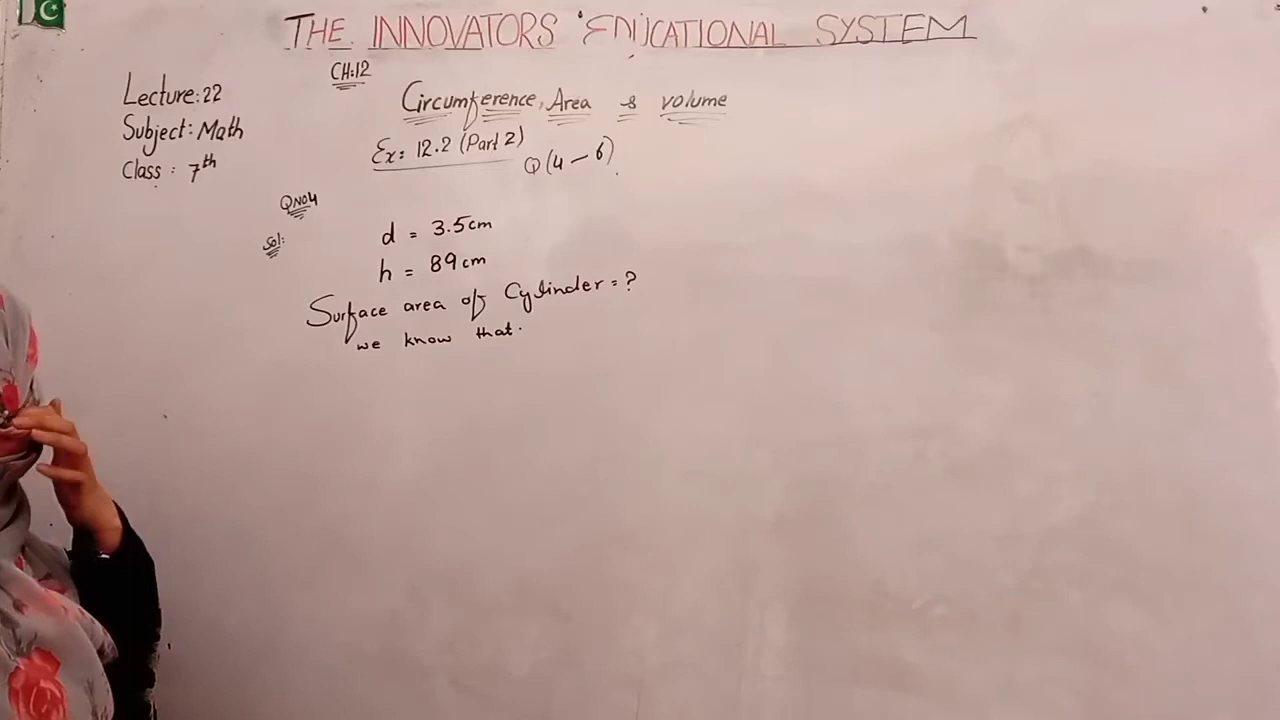 THE INNOVATORS EDUCATIONAL SYSTEM
CH:12
Lecture: 22
Circumference, Area & volume
Subject: Math
Ex: 12.2 (Part 2)
Q(4-6)
Class: 7th
QNO4
Sol:
d = 3.5cm
h = 89cm
Surface area of Cylinder = ?
we know that.